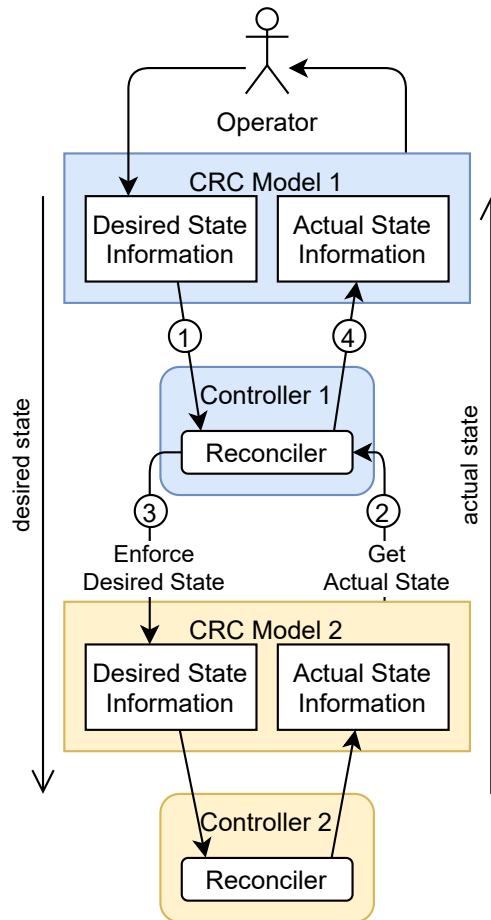 Operator
CRC Model 1
Desired State
Information
Actual State
Information
1
4
Controller 1
Reconciler
desired state
actual state
3
2
Enforce
Desired State
Get
Actual State
CRC Model 2
Desired State
Information
Actual State
Information
Controller 2
Reconciler